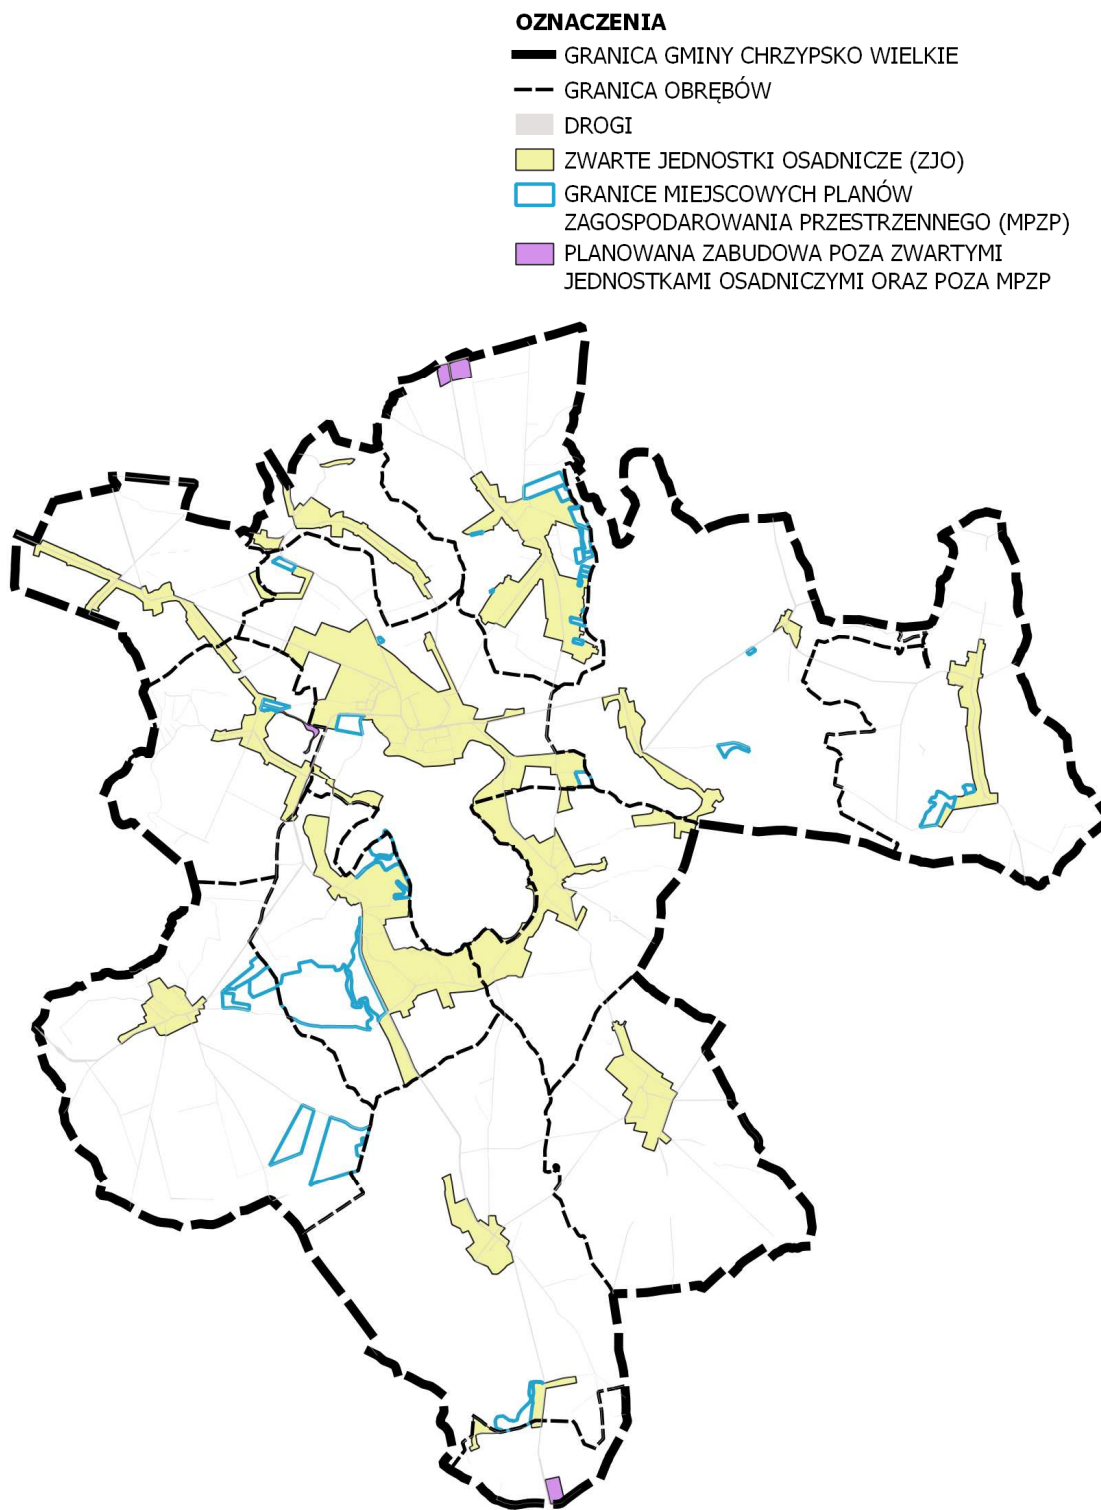 OZNACZENIA
GRANICA GMINY CHRZYPSKO WIELKIE
GRANICA OBRĘBÓW
DROGI
ZWARTE JEDNOSTKI OSADNICZE (ZJO)
GRANICE MIEJSCOWYCH PLANÓW
ZAGOSPODAROWANIA PRZESTRZENNEGO (MPZP)
PLANOWANA ZABUDOWA POZA ZWARTYMI
JEDNOSTKAMI OSADNICZYMI ORAZ POZA MPZP